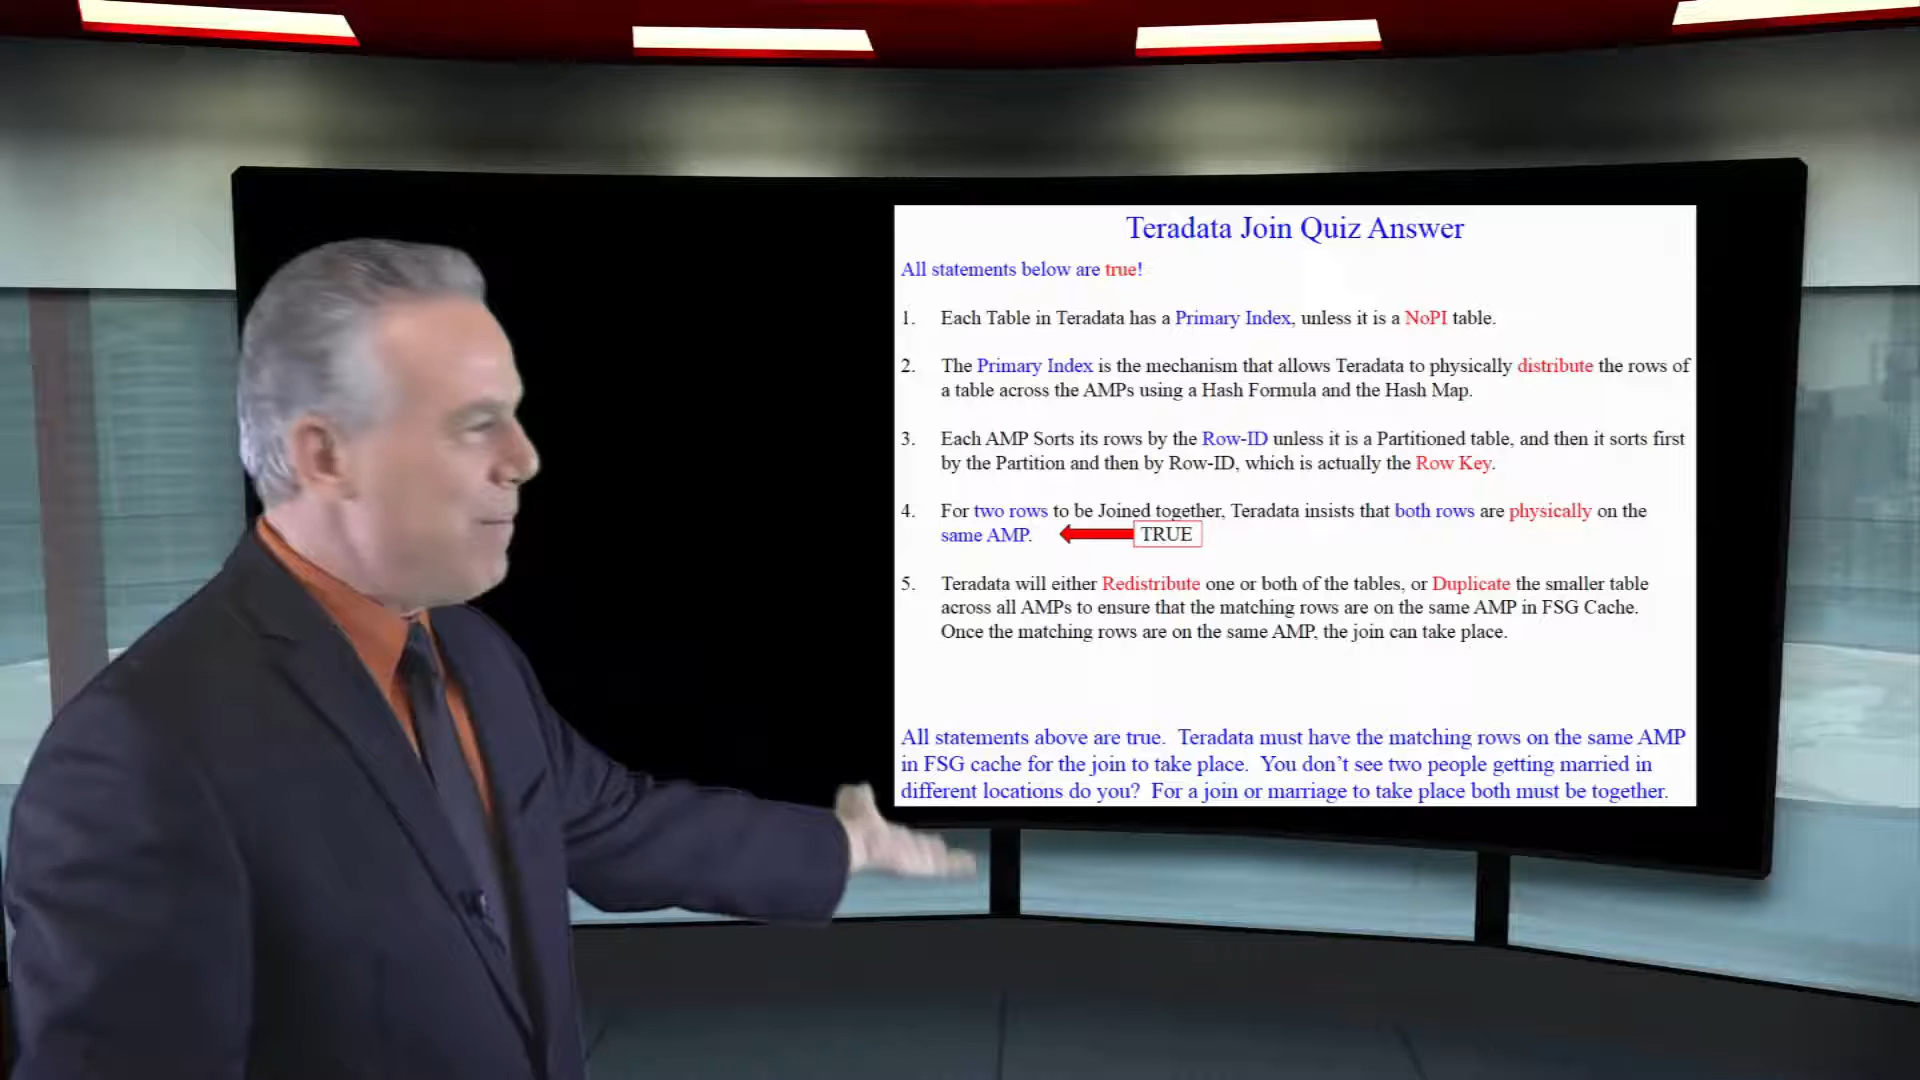 Teradata Join Quiz Answer
All statements below are true!
1. Each Table in Teradata has a Primary Index, unless it is a NoPI table.
2. The Primary Index is the mechanism that allows Teradata to physically distribute the rows of
a table across the AMPs using a Hash Formula and the Hash Map.
3. Each AMP Sorts its rows by the Row-ID unless it is a Partitioned table, and then it sorts first
by the Partition and then by Row-ID, which is actually the Row Key.
4. For two rows to be Joined together, Teradata insists that both rows are physically on the
same AMP. TRUE
5. Teradata will either Redistribute one or both of the tables, or Duplicate the smaller table
across all AMPs to ensure that the matching rows are on the same AMP in FSG Cache.
Once the matching rows are on the same AMP, the join can take place.
All statements above are true. Teradata must have the matching rows on the same AMP
in FSG cache for the join to take place. You don't see two people getting married in
different locations do you? For a join or marriage to take place both must be together.